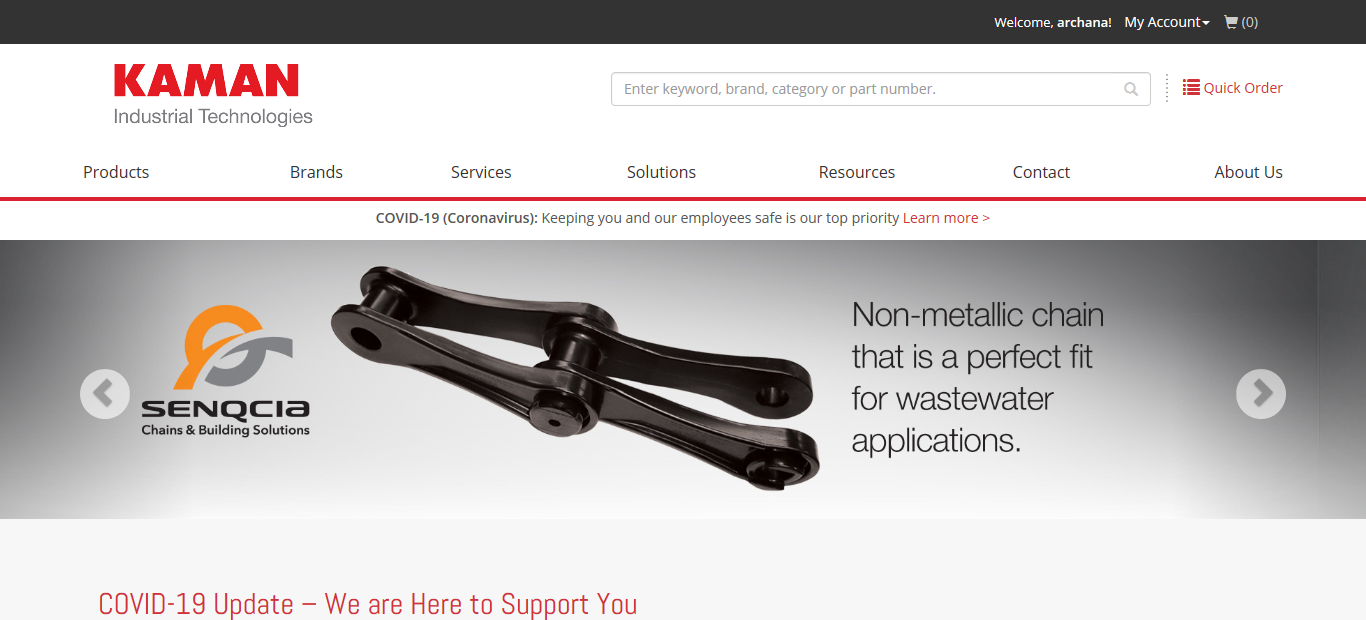 Welcome, archana! My Account (0)
KAMAN
Industrial Technologies
Enter keyword, brand, category or part number.
Quick Order
Products Brands Services Solutions Resources Contact About Us
COVID-19 (Coronavirus): Keeping you and our employees safe is our top priority Learn more >
SENQCIA
Chains & Building Solutions
Non-metallic chain
that is a perfect fit
for wastewater
applications.
COVID-19 Update – We are Here to Support You